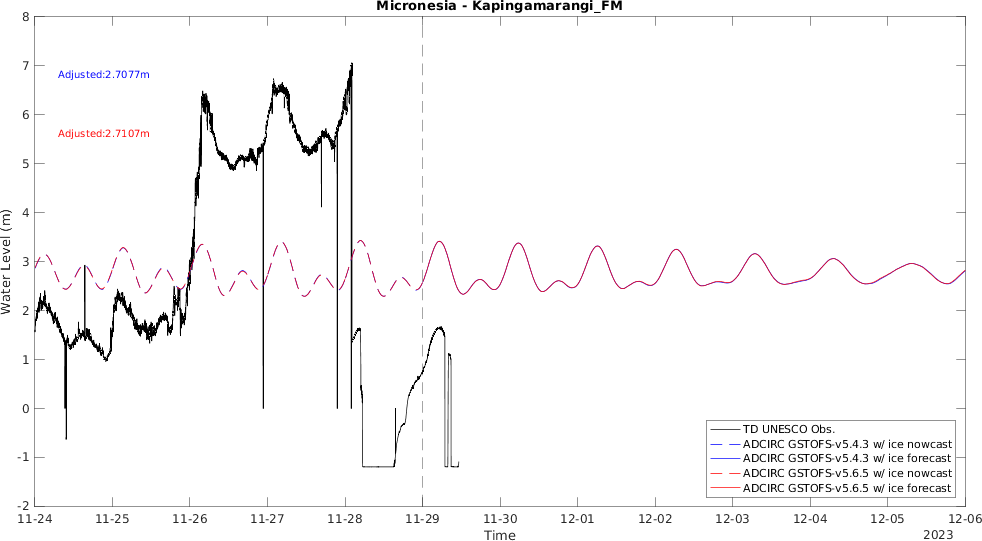 Micronesia - Kapingamarangi_FM
8
7
6
5
4
3
2
1
0
-1
-2
Water Level (m)
Adjusted:2.7077m
Adjusted:2.7107m
TD UNESCO Obs.
ADCIRC GSTOFS-v5.4.3 w/ ice nowcast
ADCIRC GSTOFS-v5.4.3 w/ ice forecast
ADCIRC GSTOFS-v5.6.5 w/ ice nowcast
ADCIRC GSTOFS-v5.6.5 w/ ice forecast
11-24 11-25 11-26 11-27 11-28 11-29 11-30 12-01 12-02 12-03 12-04 12-05 12-06
Time
2023